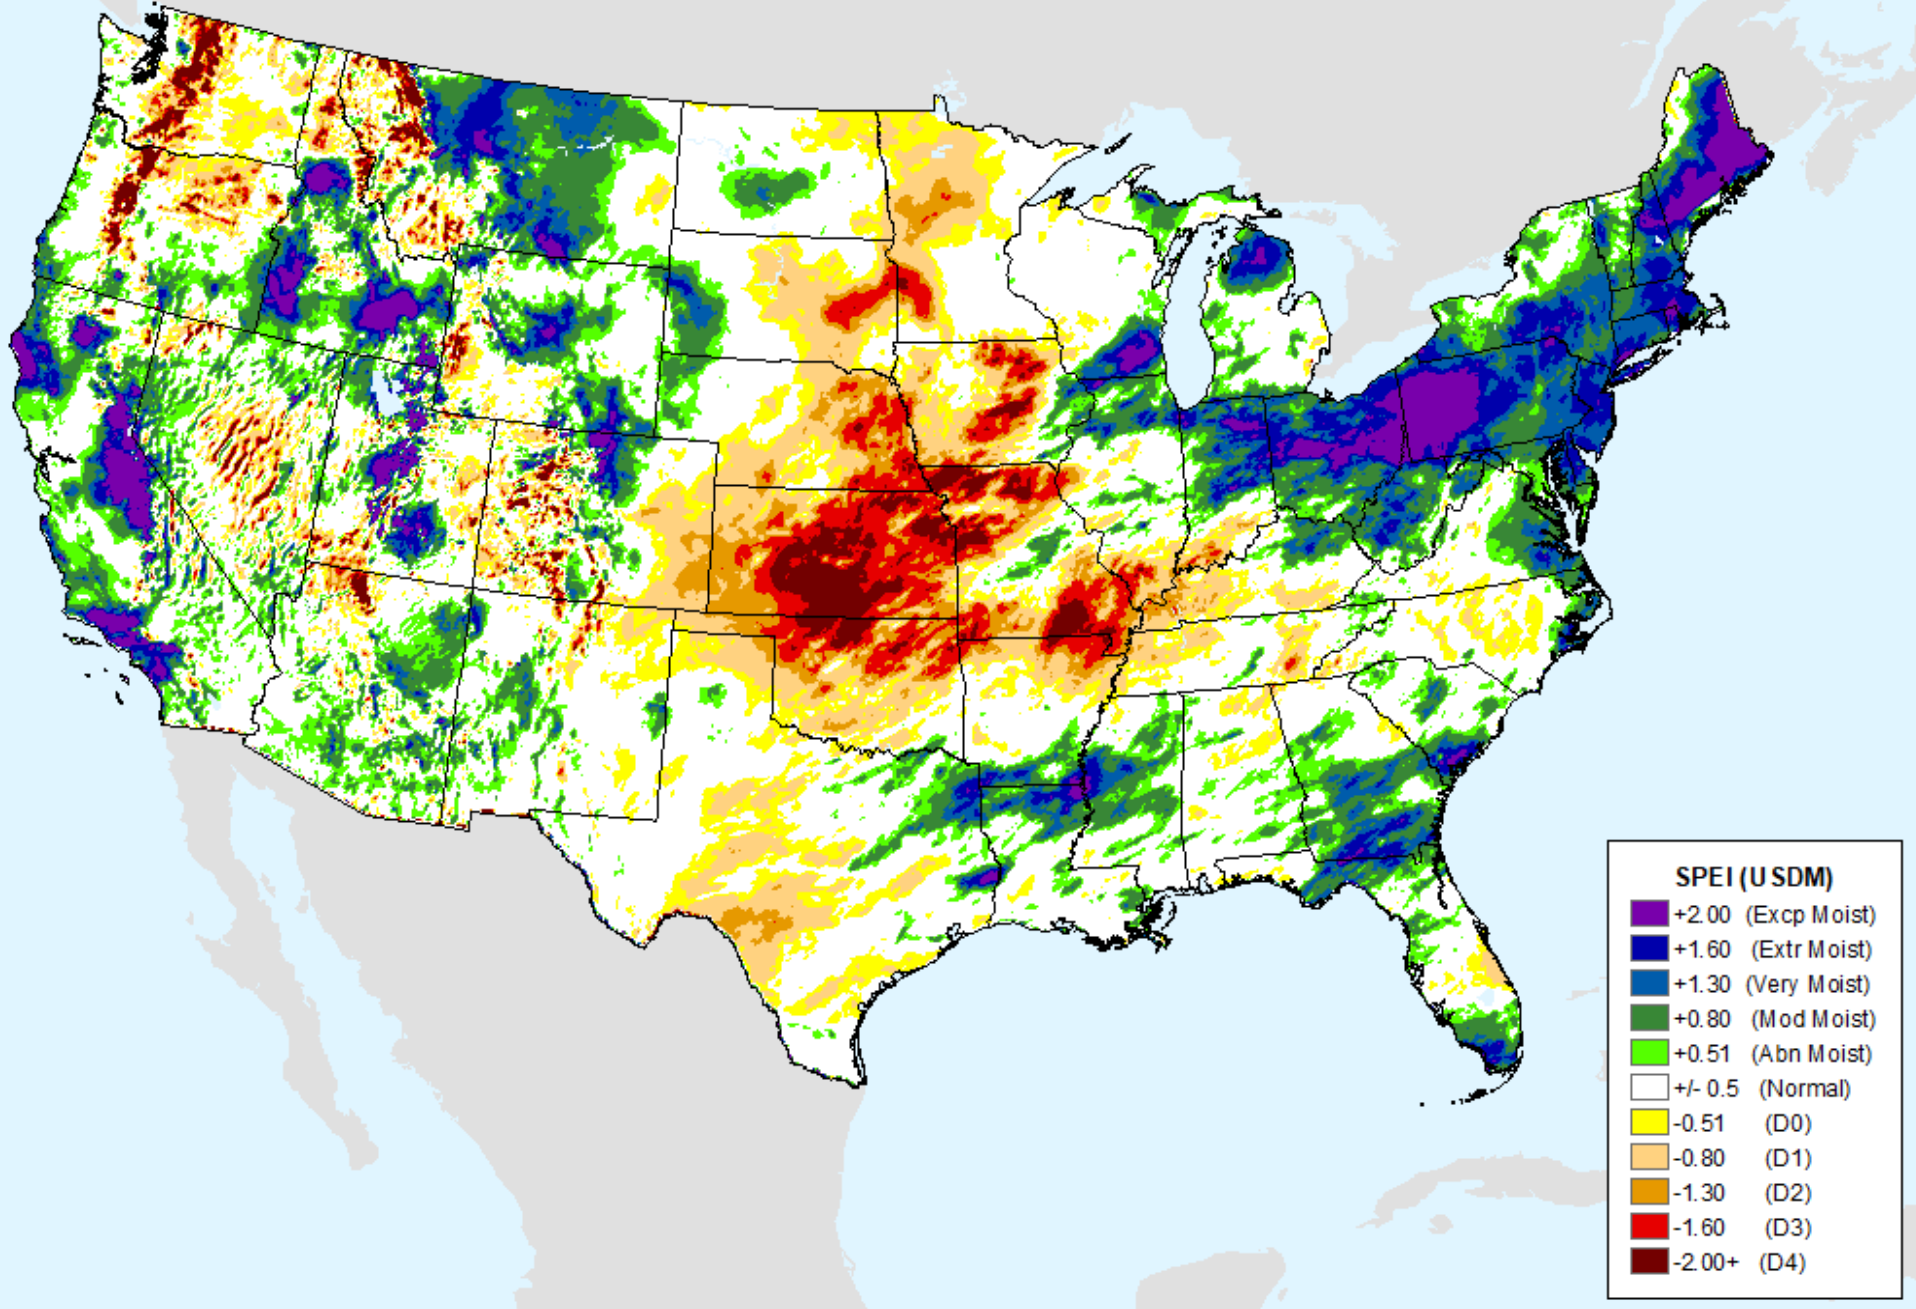 SPEI (USDM)
+2.00 (Excp Moist)
+1.60 (Extr Moist)
+1.30 (Very Moist)
+0.80 (Mod Moist)
+0.51 (Abn Moist)
+/- 0.5 (Normal)
-0.51 (D0)
-0.80 (D1)
-1.30 (D2)
-1.60 (D3)
-2.00+ (D4)